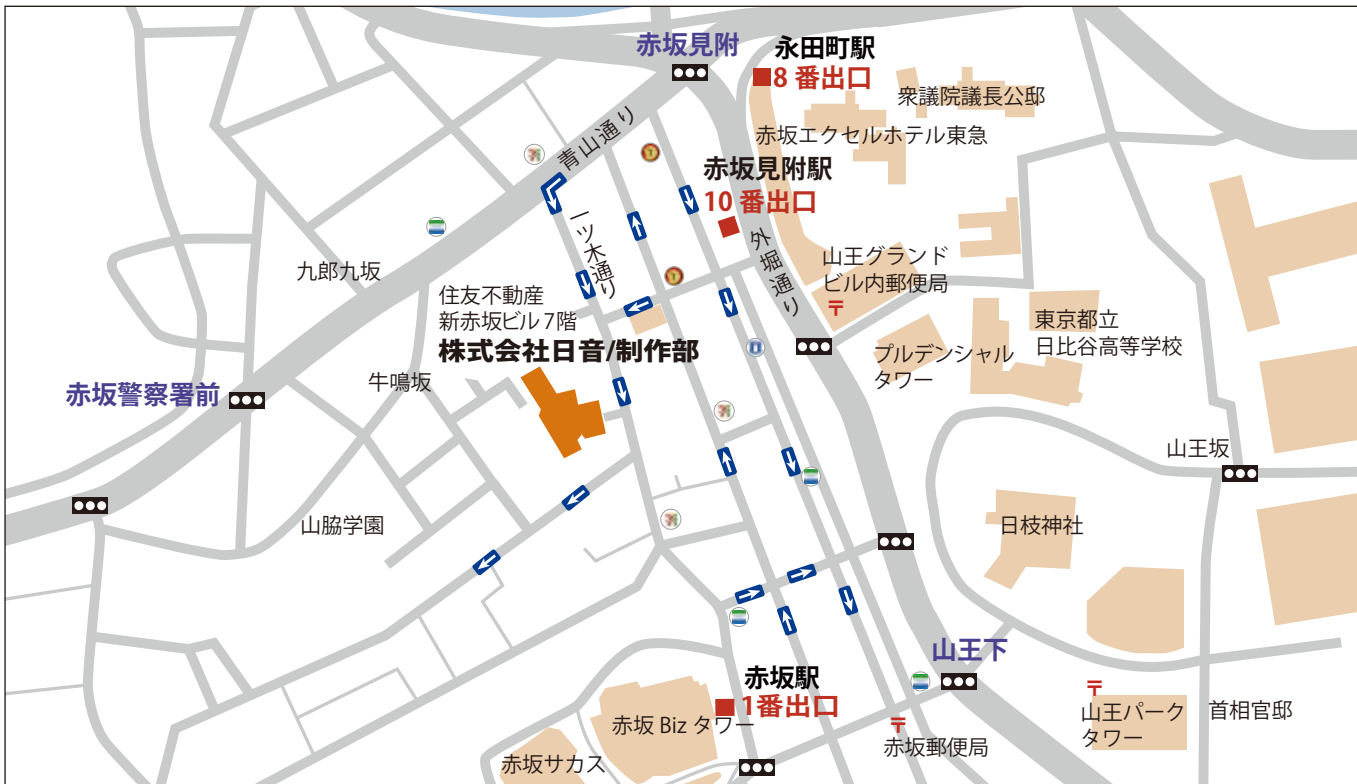 赤坂見附
永田町駅
8 番出口
衆議院議長公邸
赤坂エクセルホテル東急
青山通り
赤坂見附駅
10 番出口
一ツ木通り
外堀通り
九郎九坂
山王グランド
ビル内郵便局
〒
住友不動産
新赤坂ビル 7階
株式会社日音/制作部
東京都立
日比谷高等学校
プルデンシャル
タワー
牛鳴坂
赤坂警察署前
山王坂
山脇学園
日枝神社
山王下
赤坂駅
1番出口
〒
山王パーク
タワー
首相官邸
赤坂 Biz タワー
〒
赤坂郵便局
赤坂サカス